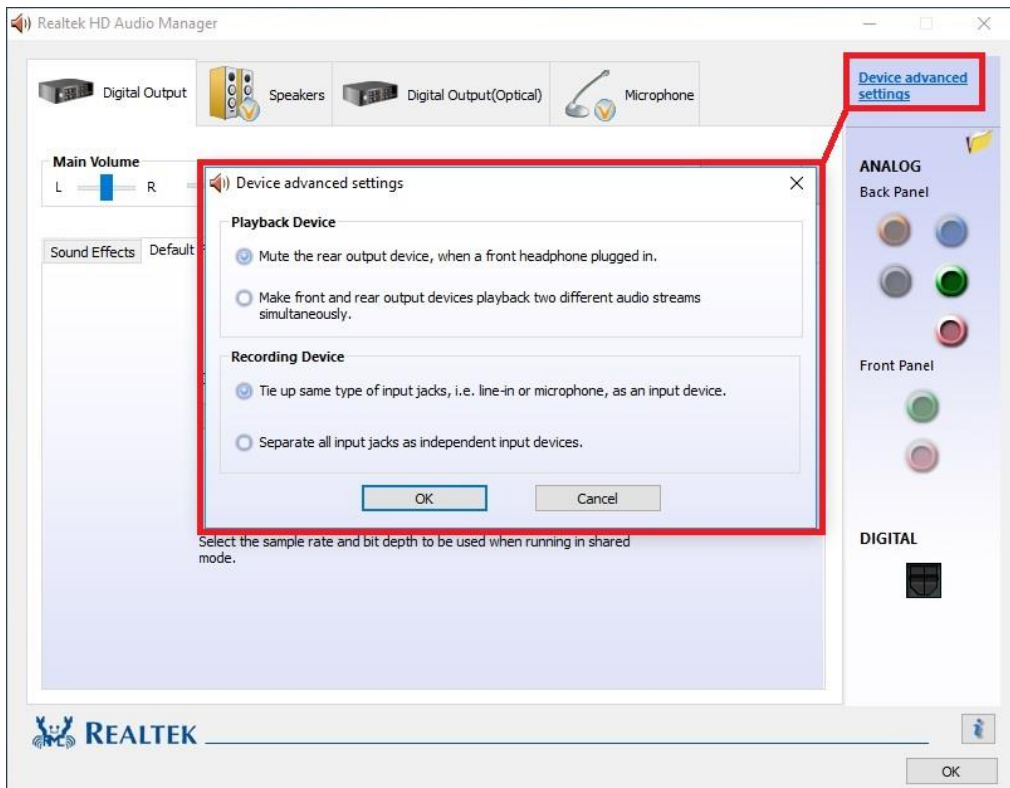 Realtek HD Audio Manager
Digital Output
Speakers
Digital Output(Optical)
Microphone
Device advanced
settings
Main Volume
L
R
Device advanced settings
Playback Device
Mute the rear output device, when a front headphone plugged in.
Make front and rear output devices playback two different audio streams
simultaneously.
Recording Device
Tie up same type of input jacks, i.e. line-in or microphone, as an input device.
Separate all input jacks as independent input devices.
OK
Cancel
Sound Effects
Default
Select the sample rate and bit depth to be used when running in shared
mode.
ANALOG
Back Panel
Front Panel
DIGITAL
REALTEK
i
OK